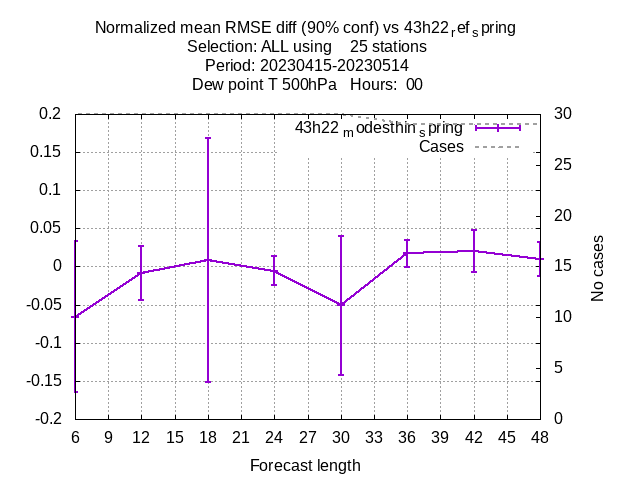 Normalized mean RMSE diff (90% conf) vs 43h22refspring
Selection: ALL using 25 stations
Period: 20230415-20230514
Dew point T 500hPa Hours: 00
43h22modesthinspring
Cases
0.2
0.15
0.1
0.05
0
-0.05
-0.1
-0.15
-0.2
30
25
20
15
10
5
0
No cases
6 9 12 15 18 21 24 27 30 33 36 39 42 45 48
Forecast length